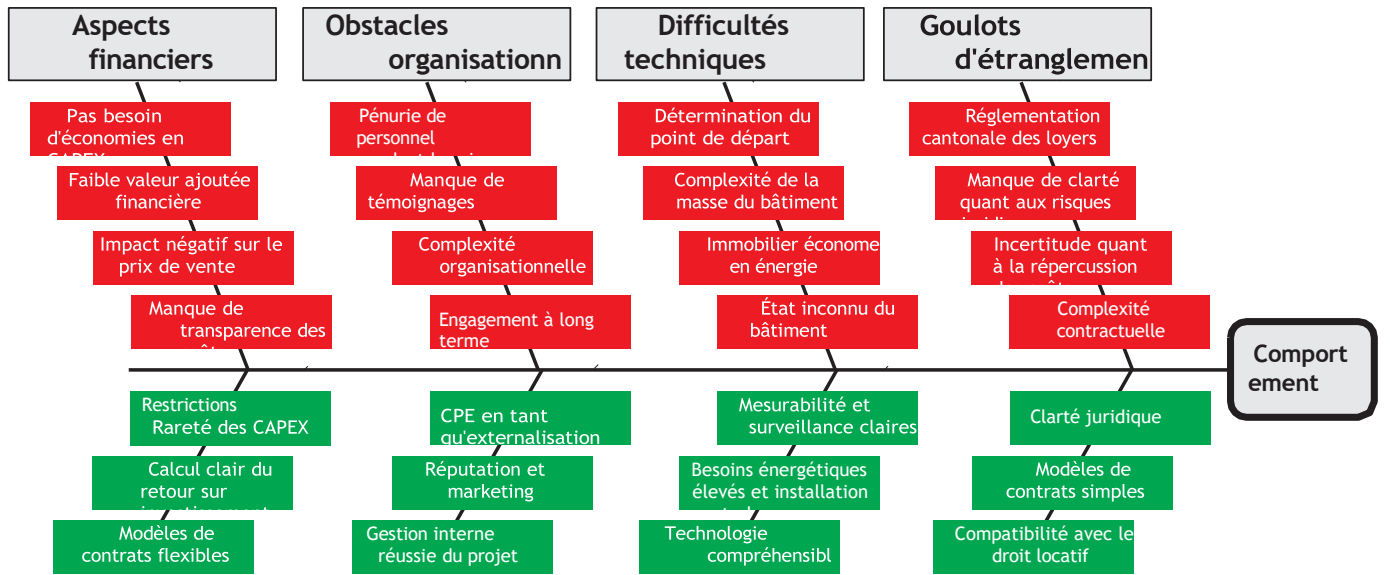 Aspects
financiers
Obstacles
organisationn
Difficultés
techniques
Goulots
d'étranglemen
Pas besoin
d'économies en
CAPEX
Pénurie de
personnel
Détermination du
point de départ
Réglementation
cantonale des loyers
Faible valeur ajoutée
financière
Manque de
témoignages
Complexité de la
masse du bâtiment
Manque de clarté
quant aux risques
Impact négatif sur le
prix de vente
Complexité
organisationnelle
Immobilier économe
en énergie
Incertitude quant
à la répercussion
Manque de
transparence des
Engagement à long
terme
État inconnu du
bâtiment
Complexité
contractuelle
Comport
ement
Restrictions
Rareté des CAPEX
CPE en tant
qu'externalisation
Mesurabilité et
surveillance claires
Clarté juridique
Calcul clair du
retour sur
Réputation et
marketing
Besoins énergétiques
élevés et installation
Modèles de
contrats simples
Modèles de
contrats flexibles
Gestion interne
réussie du projet
Technologie
compréhensibl
Compatibilité avec le
droit locatif